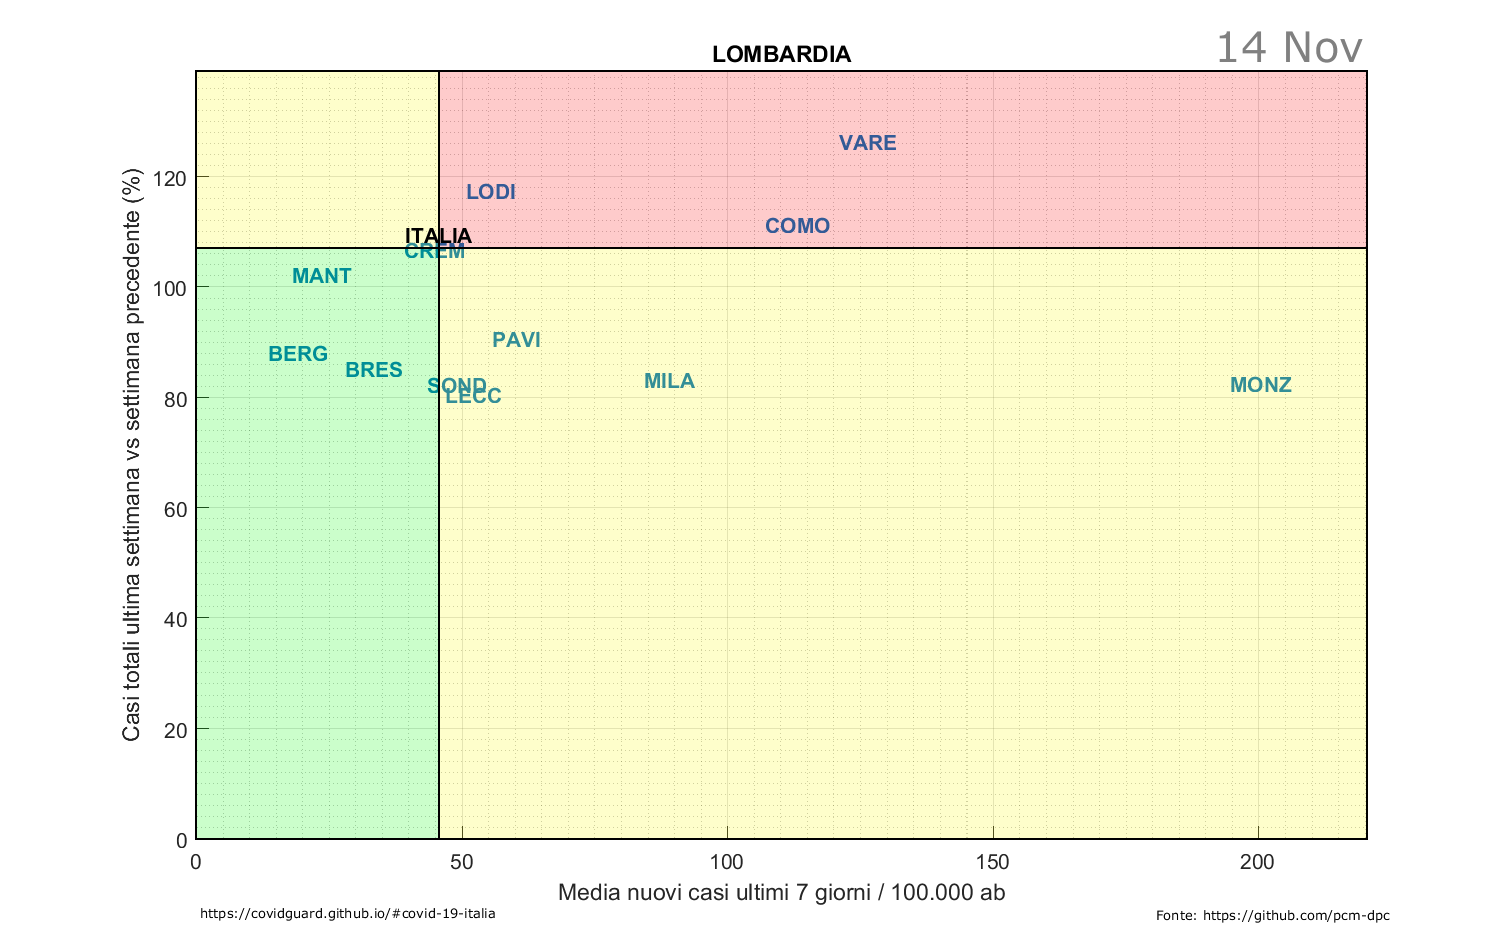 14 Nov
LOMBARDIA
VARE
120
LODI
COMO
ITALIA
CREM
MANT
100
PAVI
BERG
BRES
MILA
SOND
MONZ
LECC
80
60
40
20
0
0 50 100 150 200
Casi totali ultima settimana vs settimana precedente (%)
Media nuovi casi ultimi 7 giorni / 100.000 ab
https://covidguard.github.io/#covid-19-italia
Fonte: https://github.com/pcm-dpc